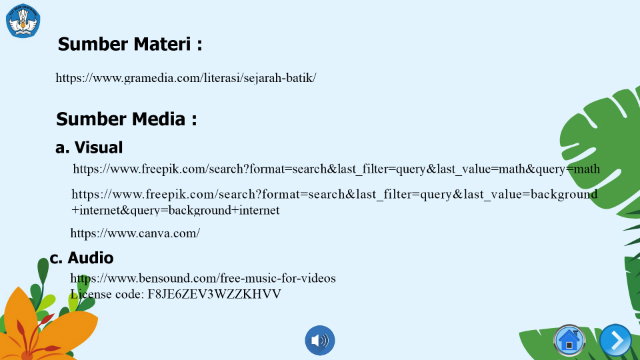 Sumber Materi :
https://www.gramedia.com/literasi/sejarah-batik/
Sumber Media :
a. Visual
https://www.freepik.com/search?format=search&last_filter=query&last_value=math&query=math
https://www.freepik.com/search?format=search&last_filter=query&last_value=background
+internet&query=background+internet
https://www.canva.com/
c. Audio
https://www.bensound.com/free-music-for-videos
License code: F8JE6ZEV3WZZKHVV